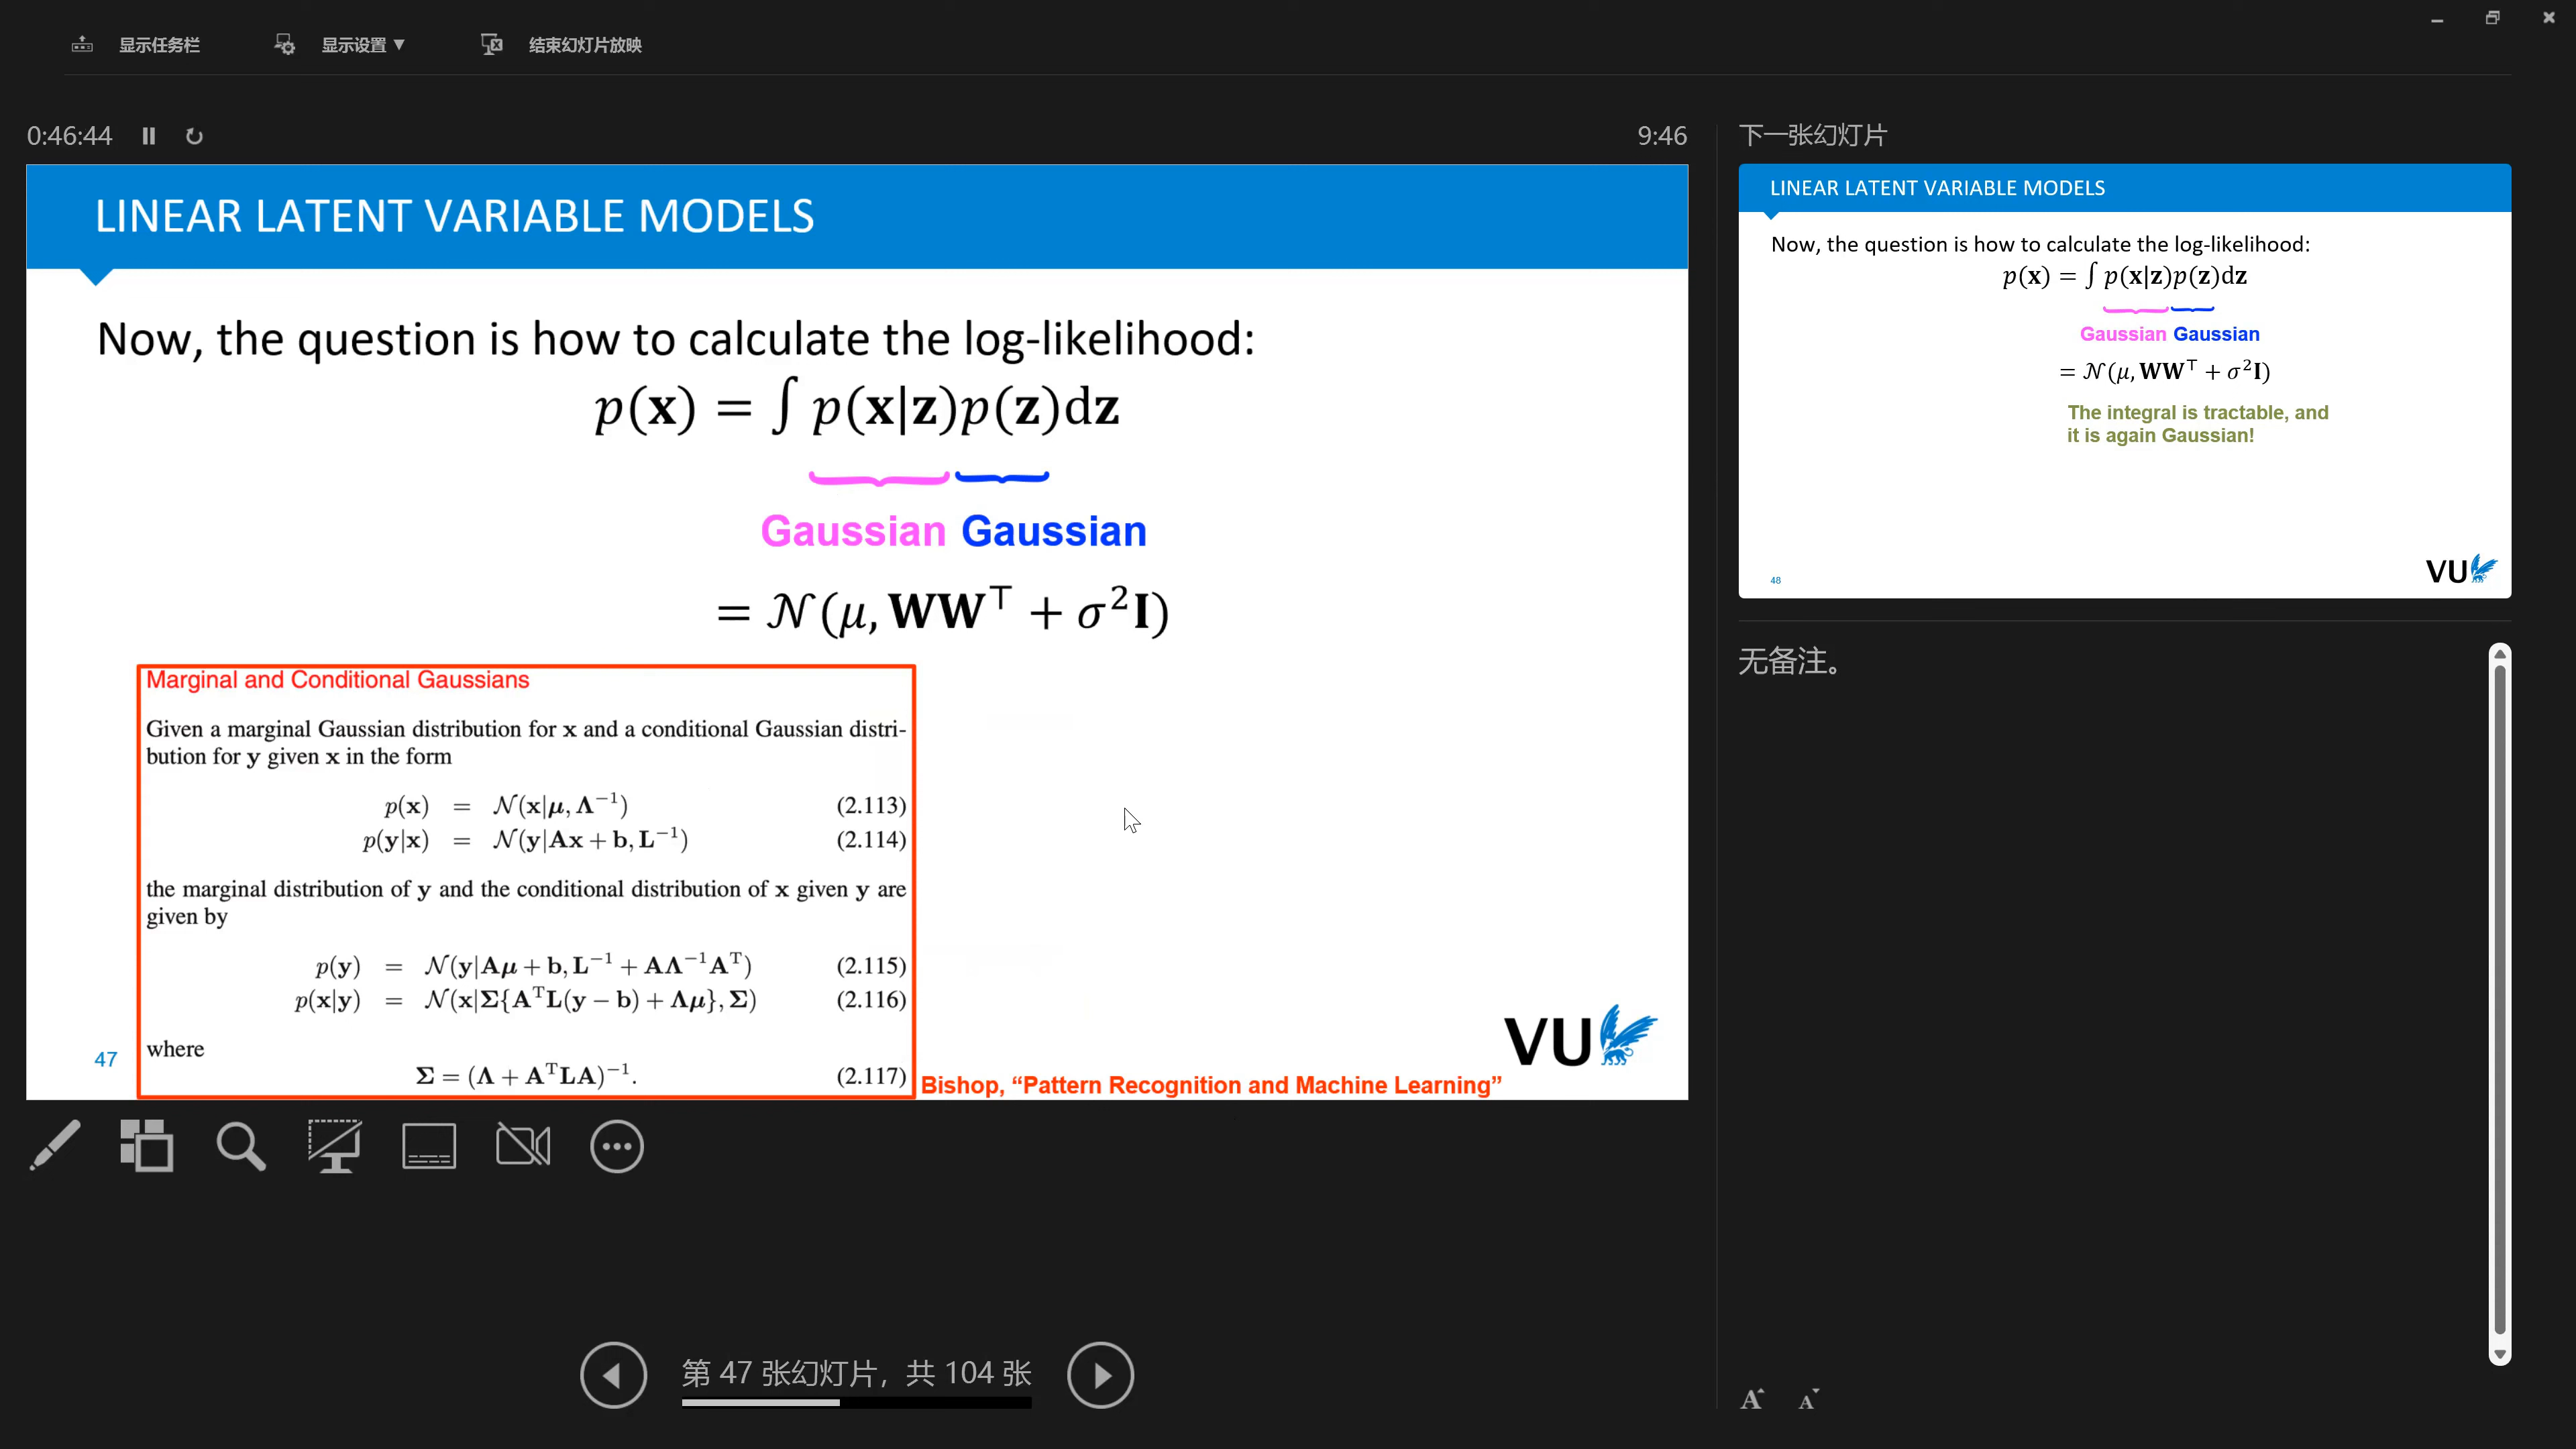 显示任务栏
显示设置 ▼
结束幻灯片放映
0:46:44
9:46
LINEAR LATENT VARIABLE MODELS
Now, the question is how to calculate the log-likelihood:
p(𝐱) = ∫ p(𝐱|𝐳)p(𝐳)d𝐳
Gaussian Gaussian
= 𝒩(μ, 𝐖𝐖⊤ + σ²𝐈)
Marginal and Conditional Gaussians
Given a marginal Gaussian distribution for x and a conditional Gaussian distri-
bution for y given x in the form
p(x) = 𝒩(x|μ, Λ⁻¹) (2.113)
p(y|x) = 𝒩(y|Ax + b, L⁻¹) (2.114)
the marginal distribution of y and the conditional distribution of x given y are
given by
p(y) = 𝒩(y|Aμ + b, L⁻¹ + AΛ⁻¹Aᵀ) (2.115)
p(x|y) = 𝒩(x|Σ{AᵀL(y − b) + Λμ}, Σ) (2.116)
where
Σ = (Λ + AᵀLA)⁻¹. (2.117)
Bishop, “Pattern Recognition and Machine Learning”
47
VU
第 47 张幻灯片，共 104 张
下一张幻灯片
LINEAR LATENT VARIABLE MODELS
Now, the question is how to calculate the log-likelihood:
p(𝐱) = ∫ p(𝐱|𝐳)p(𝐳)d𝐳
Gaussian Gaussian
= 𝒩(μ, 𝐖𝐖⊤ + σ²𝐈)
The integral is tractable, and
it is again Gaussian!
48
VU
无备注。
A A